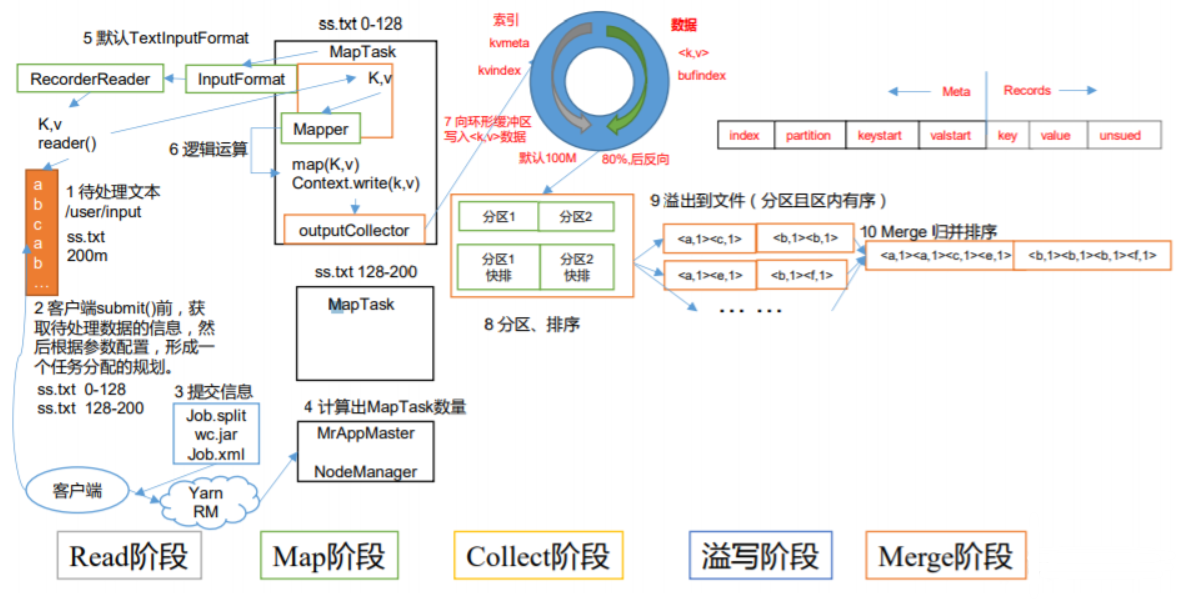 ss.txt 0-128
5 默认TextInputFormat
MapTask
RecorderReader
InputFormat
K,v
K,v
reader()
Mapper
6 逻辑运算
map(K,v)
Context.write(k,v)
outputCollector
a
b
c
a
b
...
1 待处理文本
/user/input
ss.txt
200m
2 客户端submit()前，获
取待处理数据的信息，然
后根据参数配置，形成一
个任务分配的规划。
ss.txt 0-128
ss.txt 128-200
3 提交信息
Job.split
wc.jar
Job.xml
客户端
Yarn
RM
4 计算出MapTask数量
MrAppMaster
NodeManager
ss.txt 128-200
MapTask
索引
kvmeta
kvindex
数据
<k,v>
bufindex
7 向环形缓冲区
写入<k,v>数据
默认100M
80%,后反向
Meta
Records
index
partition
keystart
valstart
key
value
unsued
分区1
分区2
分区1
快排
分区2
快排
8 分区、排序
9 溢出到文件（分区且区内有序）
<a,1><c,1>
<b,1><b,1>
<a,1><e,1>
<b,1><f,1>
... ...
10 Merge 归并排序
<a,1><a,1><c,1><e,1>
<b,1><b,1><b,1><f,1>
Read阶段
Map阶段
Collect阶段
溢写阶段
Merge阶段